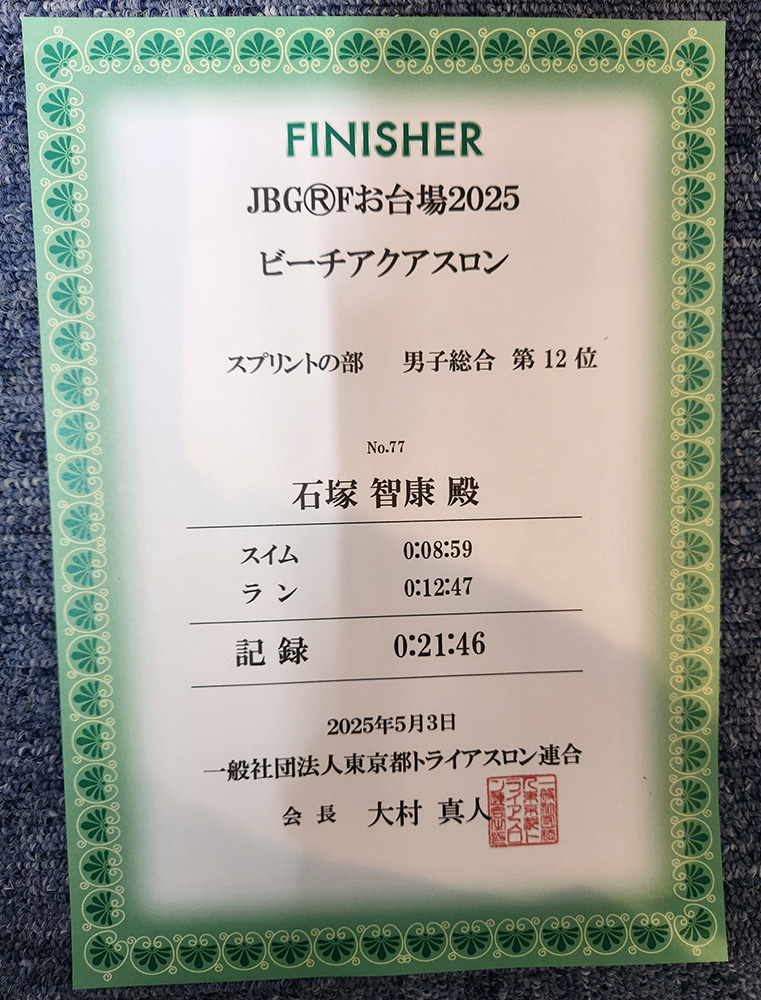 FINISHER
JBGⓇFお台場2025
ビーチアクアスロン
スプリントの部 男子総合 第12位
No.77
石塚 智康 殿
スイム 0:08:59
ラン 0:12:47
記録 0:21:46
2025年5月3日
一般社団法人東京都トライアスロン連合
会長 大村 真人